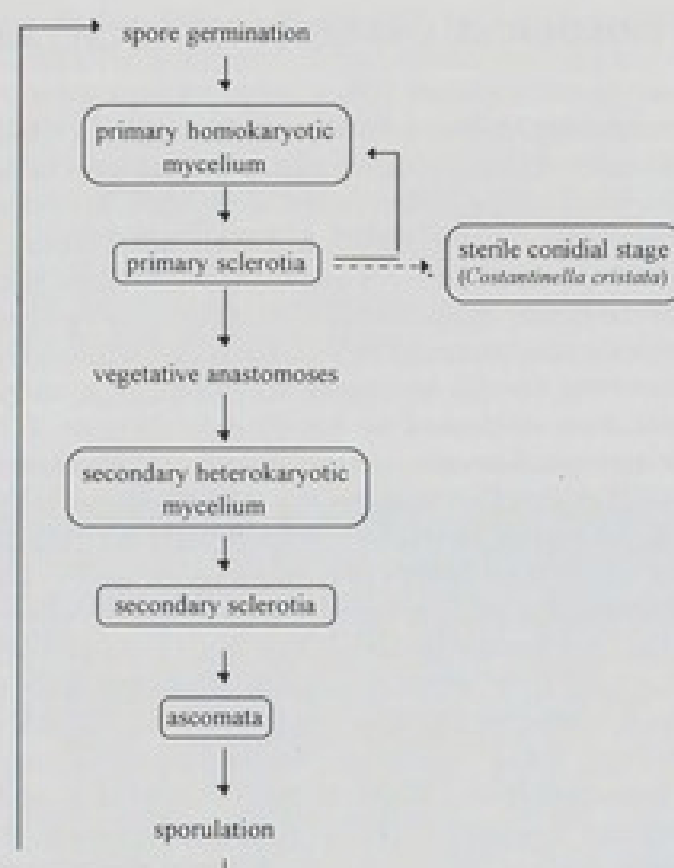 spore germination
primary homokaryotic
mycelium
primary sclerotia
sterile conidial stage
(Costantinella cristata)
vegetative anastomoses
secondary heterokaryotic
mycelium
secondary sclerotia
ascomata
sporulation